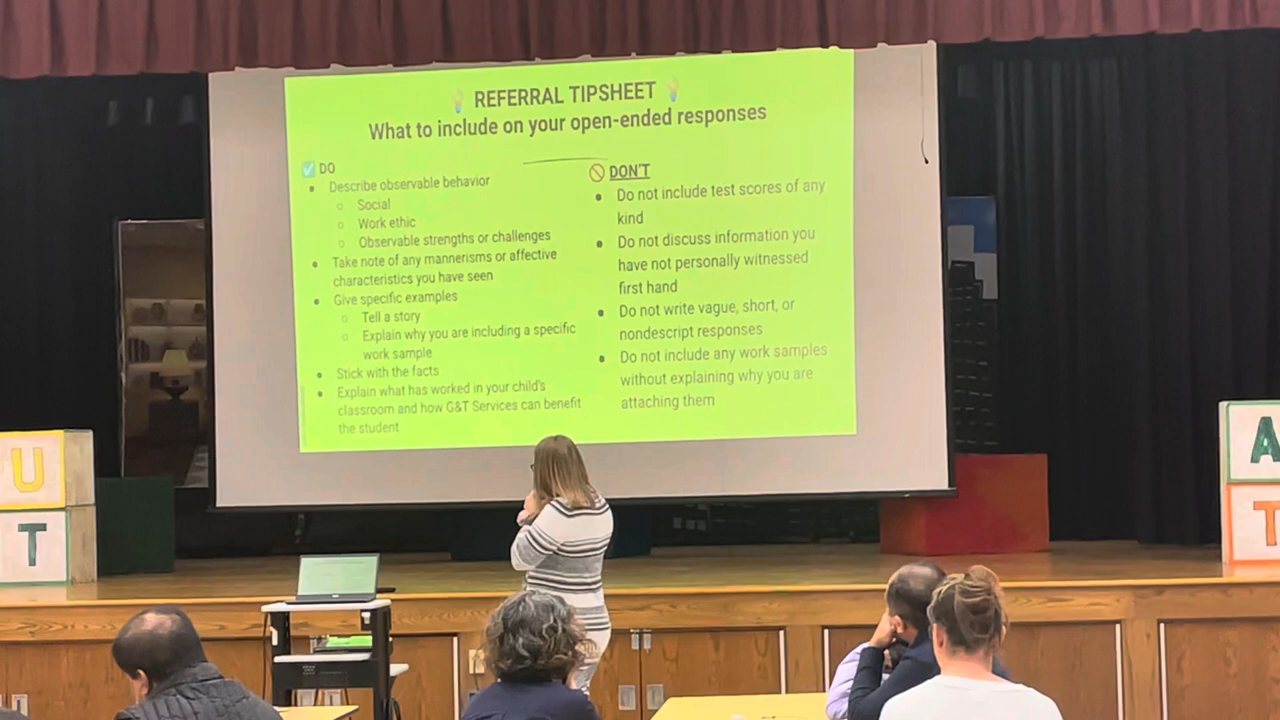 REFERRAL TIPSHEET
What to include on your open-ended responses
DO
Describe observable behavior
Social
Work ethic
Observable strengths or challenges
Take note of any mannerisms or affective
characteristics you have seen
Give specific examples
Tell a story
Explain why you are including a specific
work sample
Stick with the facts
Explain what has worked in your child's
classroom and how G&T Services can benefit
the student
DON'T
Do not include test scores of any
kind
Do not discuss information you
have not personally witnessed
first hand
Do not write vague, short, or
nondescript responses
Do not include any work samples
without explaining why you are
attaching them
U
T
A
T